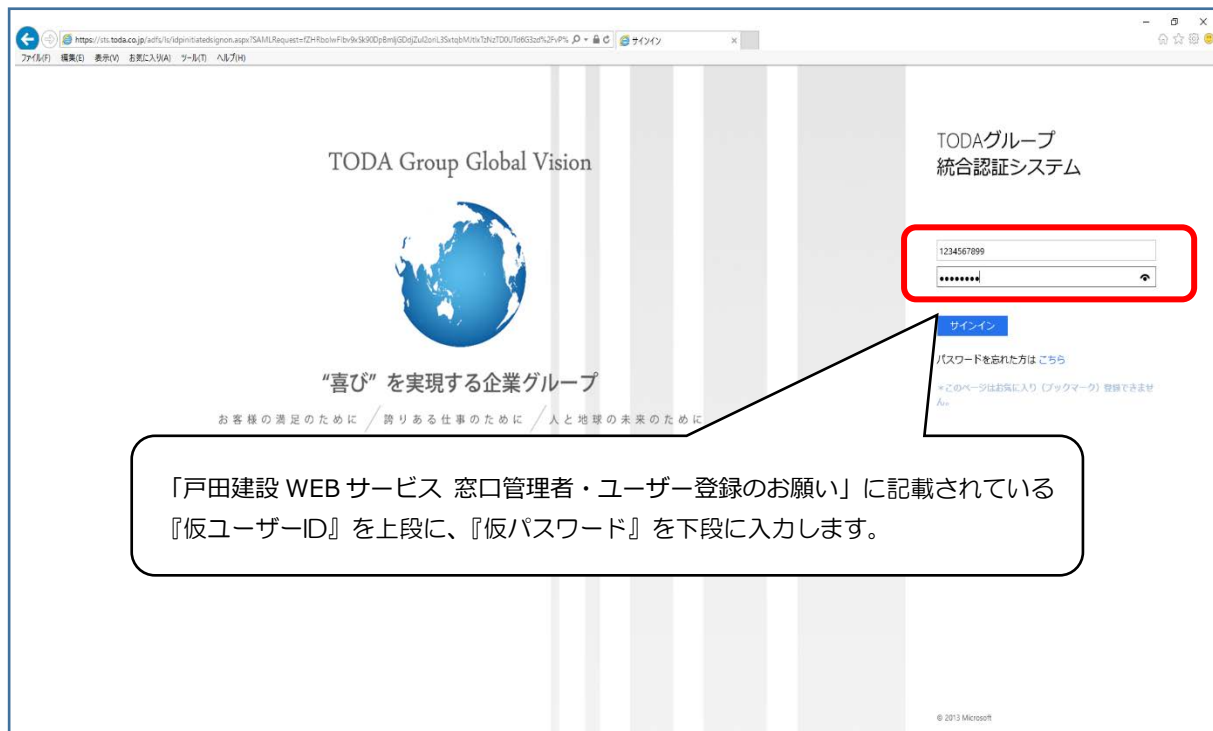 https://sts.toda.co.jp/adfs/ls/idpinitiatedsignon.aspx?SAMLRequest=
サインイン
ファイル(F) 編集(E) 表示(V) お気に入り(A) ツール(T) ヘルプ(H)
TODA Group Global Vision
“喜び” を実現する企業グループ
お客様の満足のために / 誇りある仕事のために / 人と地球の未来のために
TODAグループ
統合認証システム
1234567899
サインイン
パスワードを忘れた方は こちら
*このページはお気に入り（ブックマーク）登録できませ
ん。
「戸田建設 WEB サービス 窓口管理者・ユーザー登録のお願い」に記載されている
『仮ユーザーID』を上段に、『仮パスワード』を下段に入力します。
© 2013 Microsoft